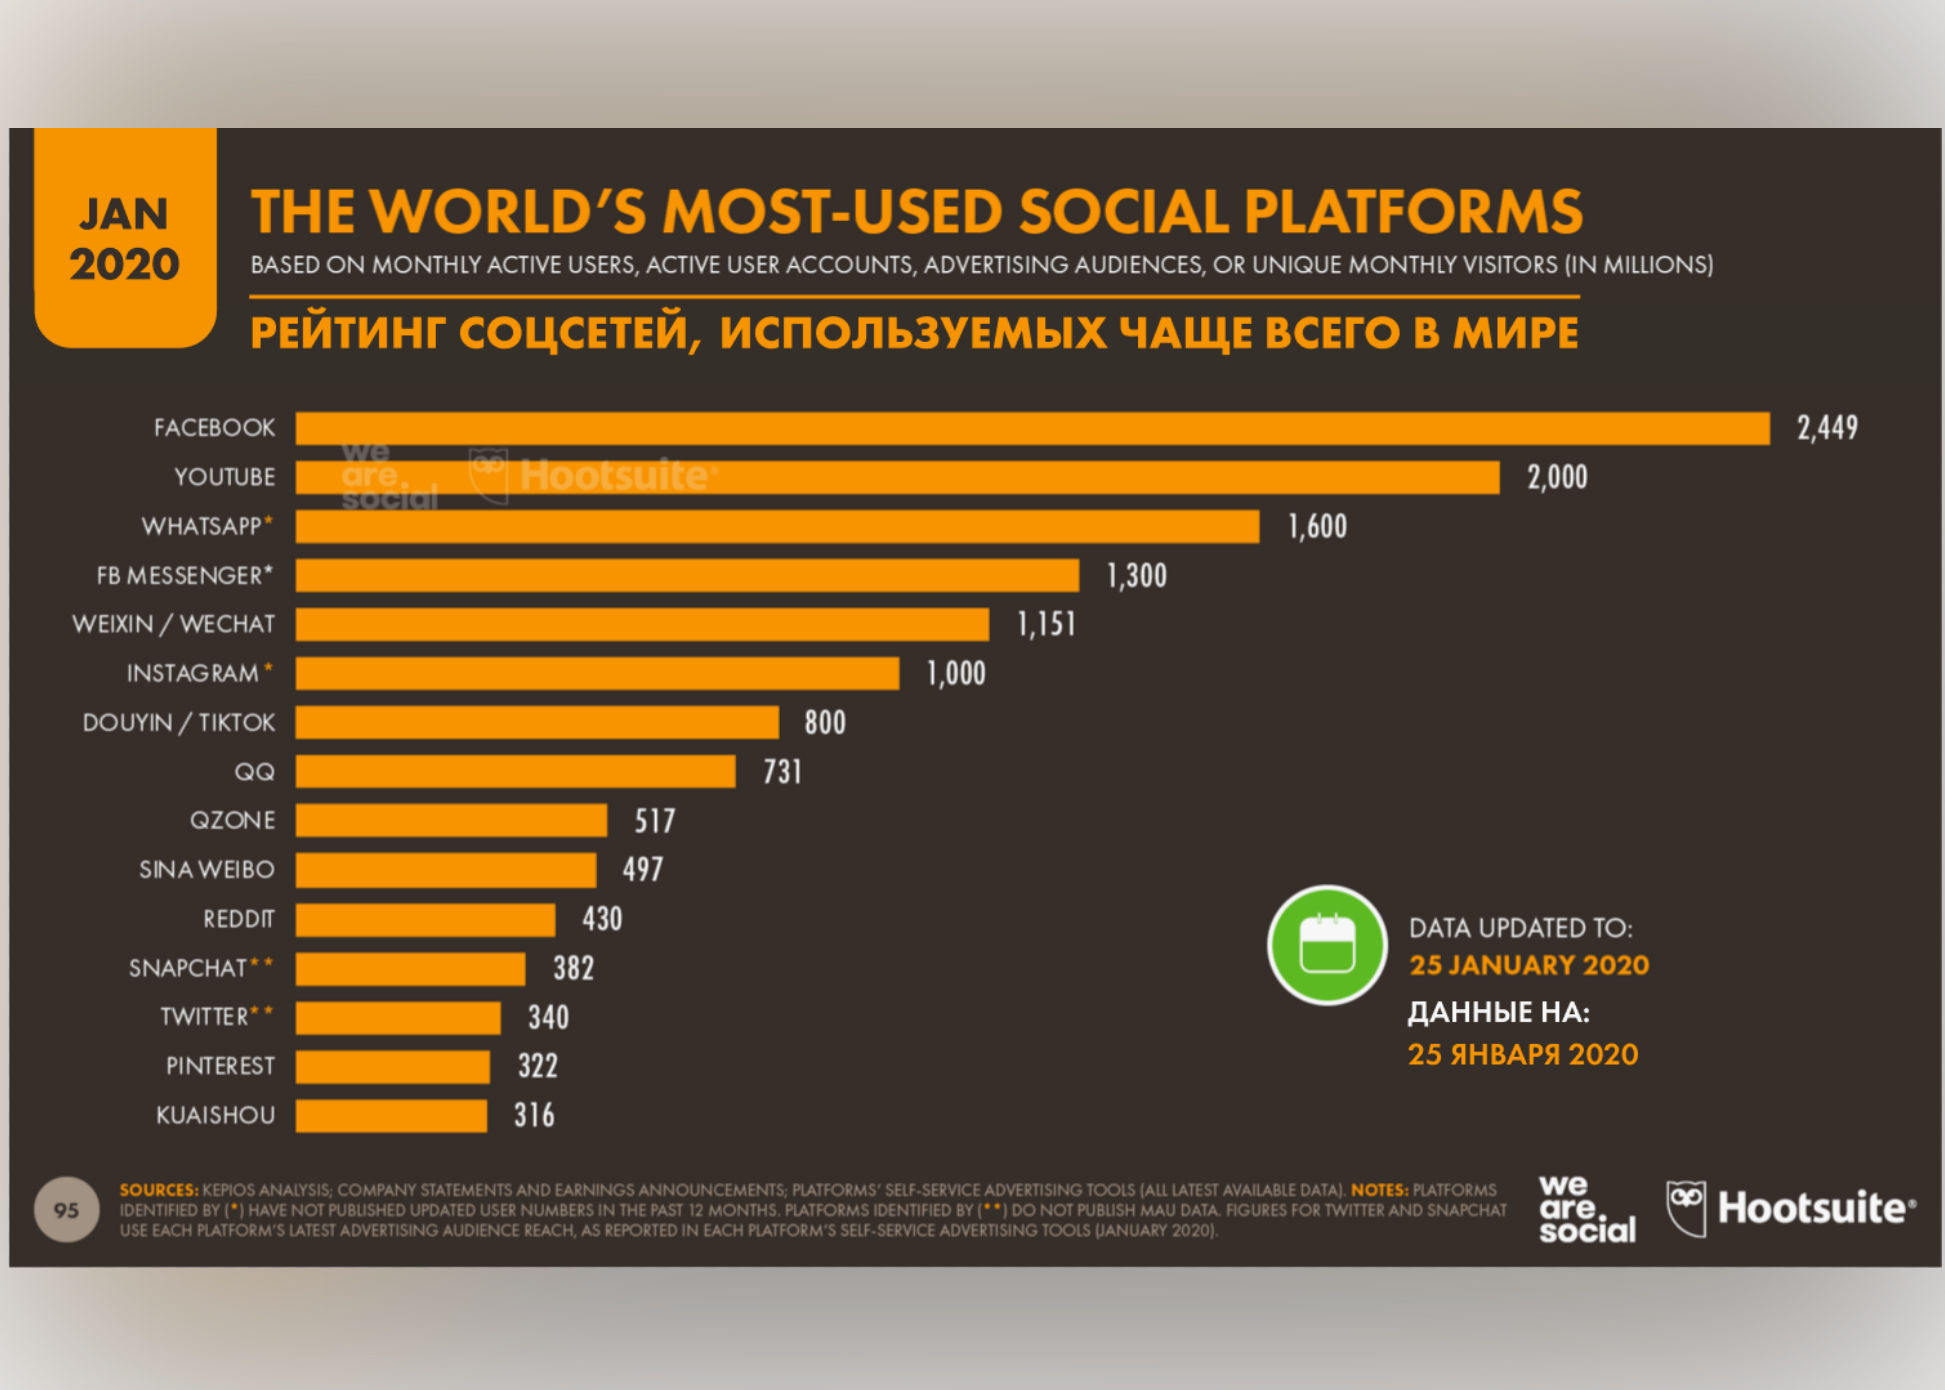 JAN
2020
THE WORLD'S MOST-USED SOCIAL PLATFORMS
BASED ON MONTHLY ACTIVE USERS, ACTIVE USER ACCOUNTS, ADVERTISING AUDIENCES, OR UNIQUE MONTHLY VISITORS (IN MILLIONS)
РЕЙТИНГ СОЦСЕТЕЙ, ИСПОЛЬЗУЕМЫХ ЧАЩЕ ВСЕГО В МИРЕ
FACEBOOK 2,449
YOUTUBE 2,000
we
are.
social
Hootsuite®
WHATSAPP* 1,600
FB MESSENGER* 1,300
WEIXIN / WECHAT 1,151
INSTAGRAM* 1,000
DOUYIN / TIKTOK 800
QQ 731
QZONE 517
SINA WEIBO 497
REDDIT 430
SNAPCHAT** 382
TWITTER** 340
PINTEREST 322
KUAISHOU 316
DATA UPDATED TO:
25 JANUARY 2020
ДАННЫЕ НА:
25 ЯНВАРЯ 2020
95
SOURCES: KEPIOS ANALYSIS; COMPANY STATEMENTS AND EARNINGS ANNOUNCEMENTS; PLATFORMS' SELF-SERVICE ADVERTISING TOOLS (ALL LATEST AVAILABLE DATA). NOTES: PLATFORMS
IDENTIFIED BY (*) HAVE NOT PUBLISHED UPDATED USER NUMBERS IN THE PAST 12 MONTHS. PLATFORMS IDENTIFIED BY (**) DO NOT PUBLISH MAU DATA. FIGURES FOR TWITTER AND SNAPCHAT
USE EACH PLATFORM'S LATEST ADVERTISING AUDIENCE REACH, AS REPORTED IN EACH PLATFORM'S SELF-SERVICE ADVERTISING TOOLS (JANUARY 2020).
we
are.
social
Hootsuite®